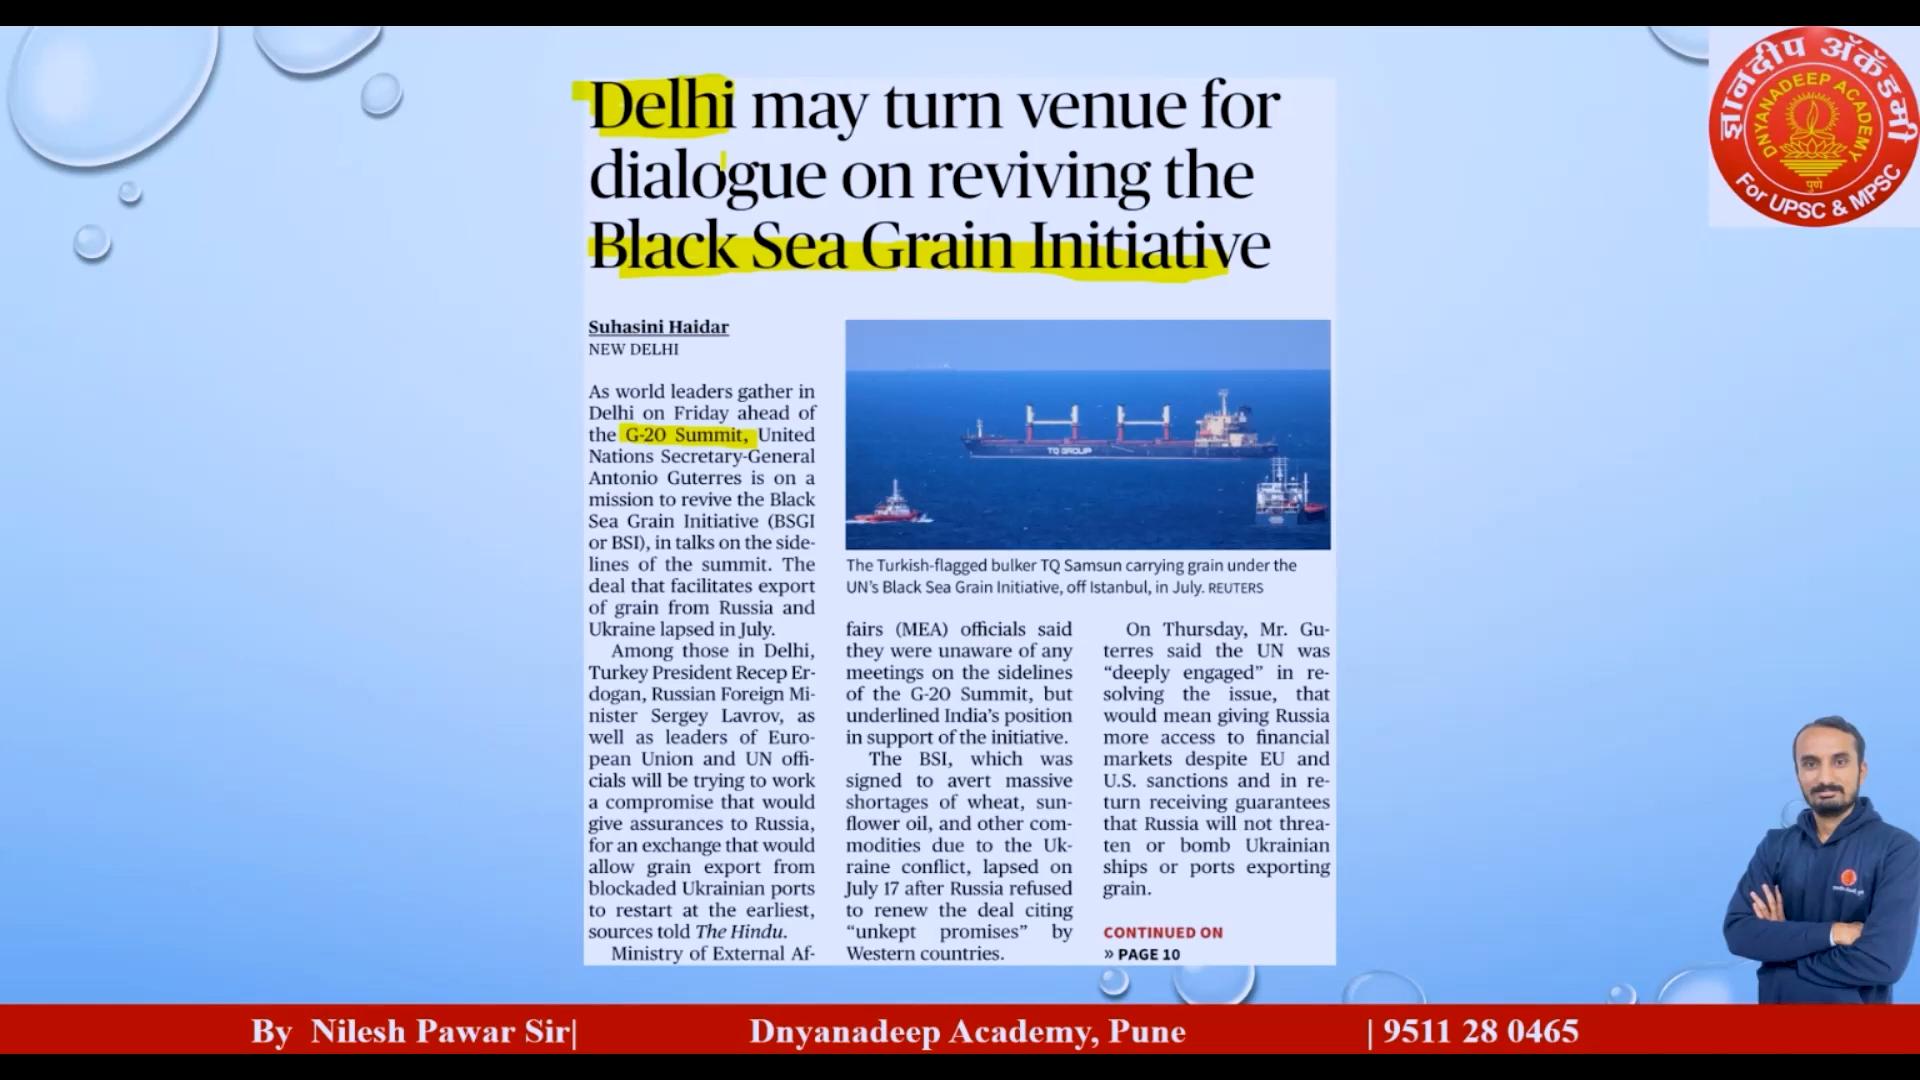 Delhi may turn venue for
dialogue on reviving the
Black Sea Grain Initiative
Suhasini Haidar
NEW DELHI
As world leaders gather in
Delhi on Friday ahead of
the G-20 Summit, United
Nations Secretary-General
Antonio Guterres is on a
mission to revive the Black
Sea Grain Initiative (BSGI
or BSI), in talks on the side-
lines of the summit. The
deal that facilitates export
of grain from Russia and
Ukraine lapsed in July.
Among those in Delhi,
Turkey President Recep Er-
dogan, Russian Foreign Mi-
nister Sergey Lavrov, as
well as leaders of Euro-
pean Union and UN offi-
cials will be trying to work
a compromise that would
give assurances to Russia,
for an exchange that would
allow grain export from
blockaded Ukrainian ports
to restart at the earliest,
sources told The Hindu.
Ministry of External Af-
TQ GROUP
The Turkish-flagged bulker TQ Samsun carrying grain under the
UN's Black Sea Grain Initiative, off Istanbul, in July. REUTERS
fairs (MEA) officials said
they were unaware of any
meetings on the sidelines
of the G-20 Summit, but
underlined India's position
in support of the initiative.
The BSI, which was
signed to avert massive
shortages of wheat, sun-
flower oil, and other com-
modities due to the Uk-
raine conflict, lapsed on
July 17 after Russia refused
to renew the deal citing
“unkept promises” by
Western countries.
On Thursday, Mr. Gu-
terres said the UN was
“deeply engaged” in re-
solving the issue, that
would mean giving Russia
more access to financial
markets despite EU and
U.S. sanctions and in re-
turn receiving guarantees
that Russia will not threa-
ten or bomb Ukrainian
ships or ports exporting
grain.
CONTINUED ON
» PAGE 10
ज्ञानदीप अ‍ॅकॅडमी
DNYANADEEP ACADEMY
पुणे
For UPSC & MPSC
By Nilesh Pawar Sir| Dnyanadeep Academy, Pune | 9511 28 0465